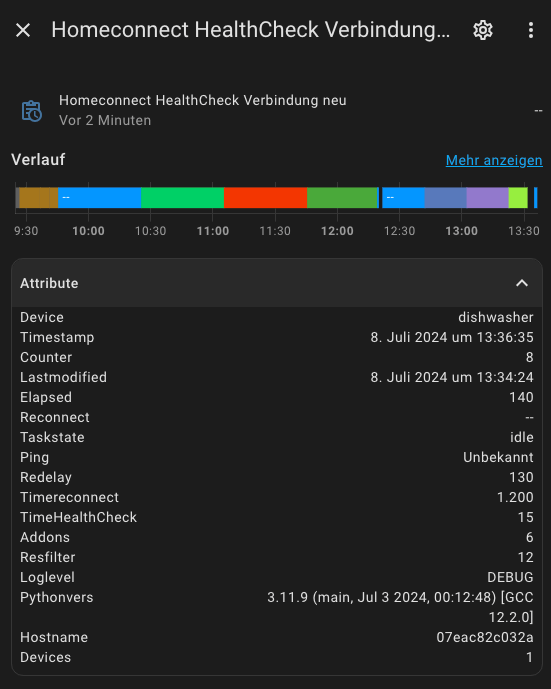 Homeconnect HealthCheck Verbindung...
Homeconnect HealthCheck Verbindung neu
--
Vor 2 Minuten
Verlauf
Mehr anzeigen
-- --
9:30 10:00 10:30 11:00 11:30 12:00 12:30 13:00 13:30
Attribute
Device dishwasher
Timestamp 8. Juli 2024 um 13:36:35
Counter 8
Lastmodified 8. Juli 2024 um 13:34:24
Elapsed 140
Reconnect --
Taskstate idle
Ping Unbekannt
Redelay 130
Timereconnect 1.200
TimeHealthCheck 15
Addons 6
Resfilter 12
Loglevel DEBUG
Pythonvers 3.11.9 (main, Jul 3 2024, 00:12:48) [GCC
12.2.0]
Hostname 07eac82c032a
Devices 1